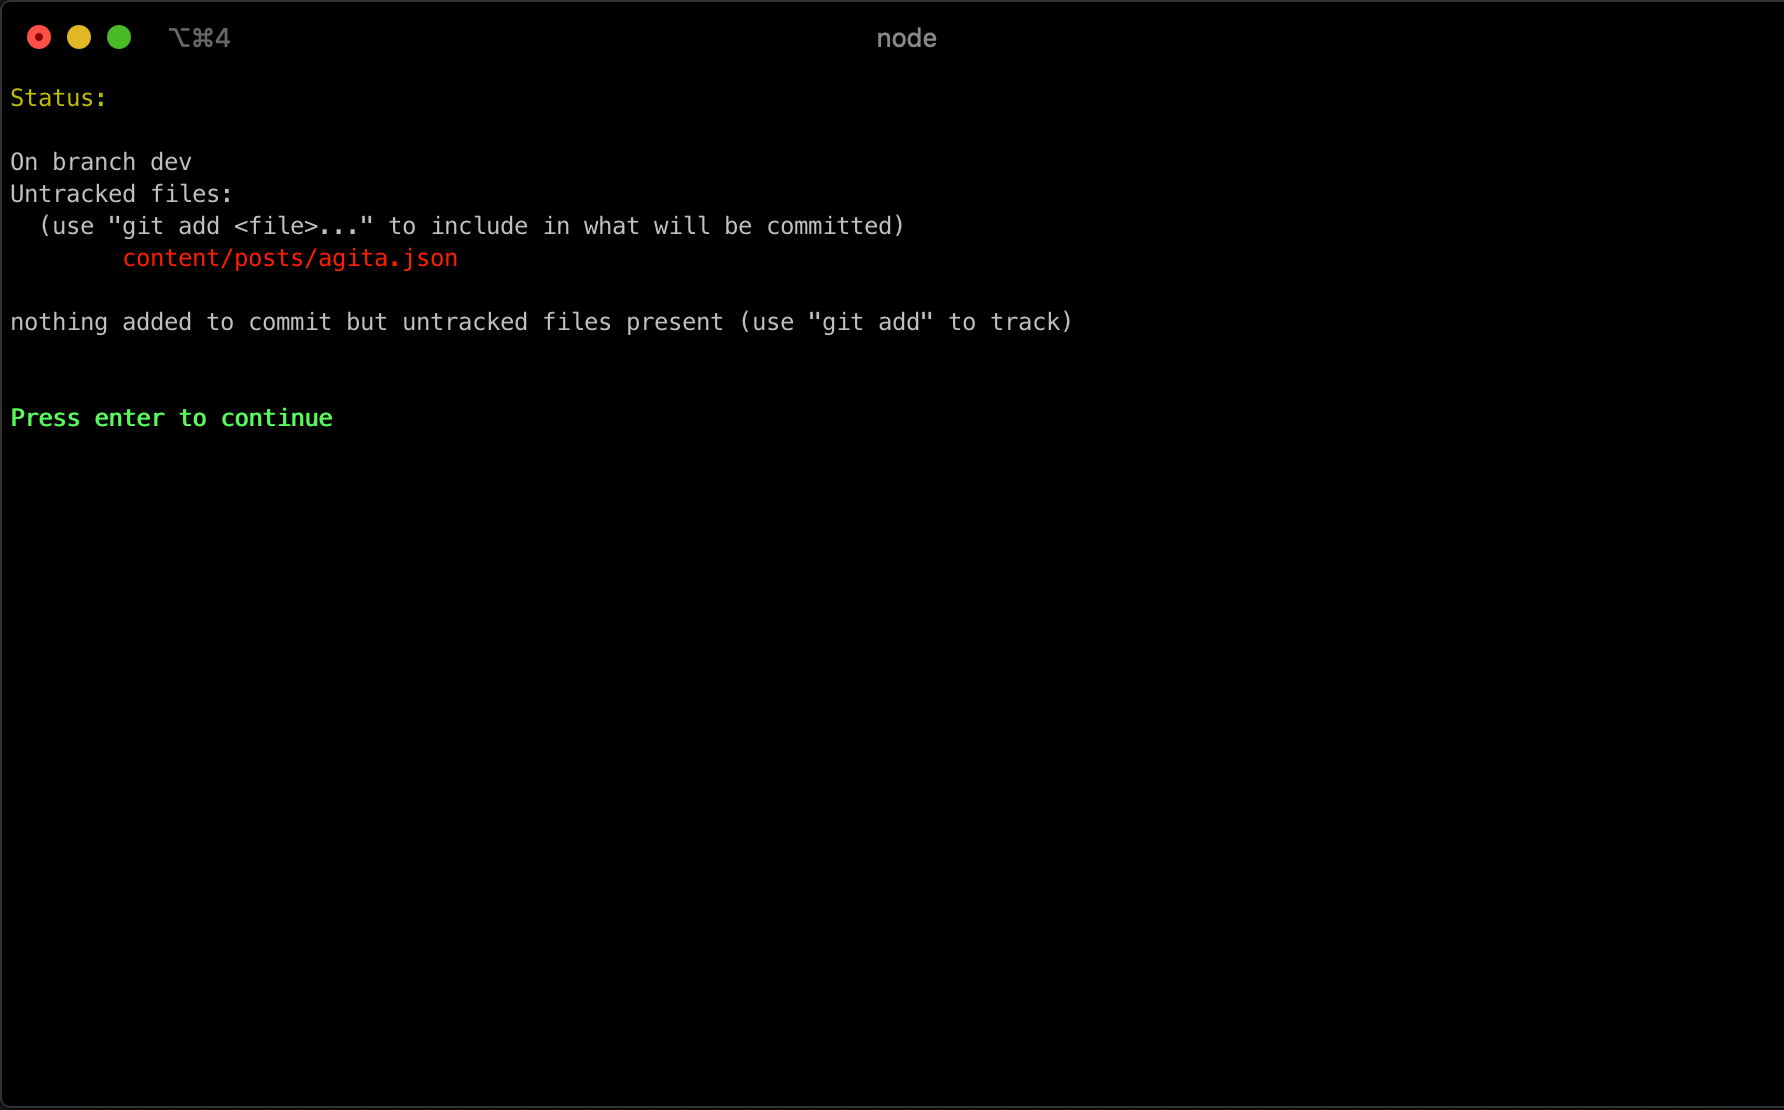 ⌥⌘4
node
Status:
On branch dev
Untracked files:
  (use "git add <file>..." to include in what will be committed)
        content/posts/agita.json
nothing added to commit but untracked files present (use "git add" to track)
Press enter to continue